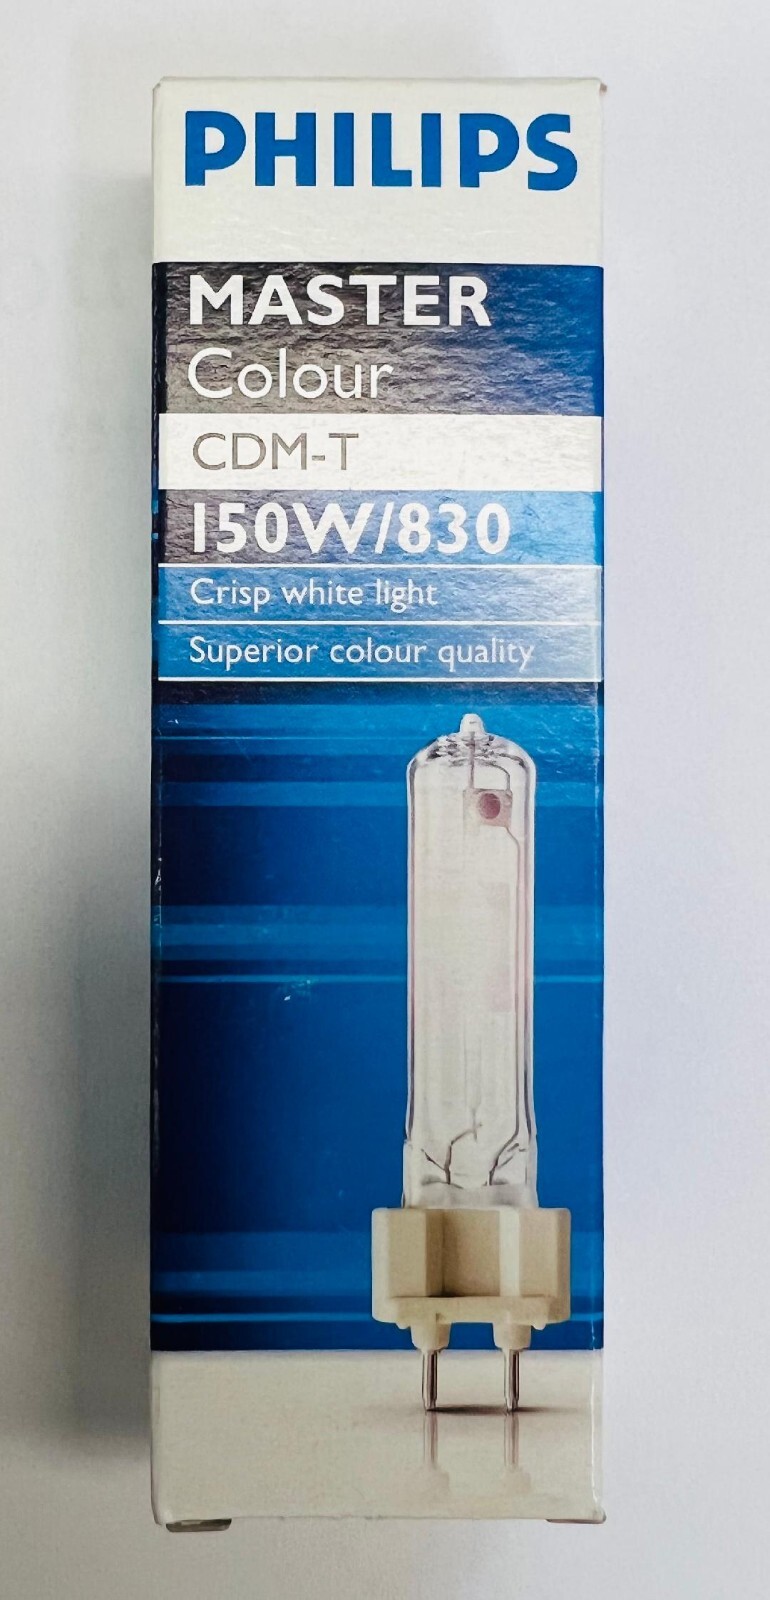 PHILIPS
MASTER
Colour
CDM-T
150W/830
Crisp white light
Superior colour quality